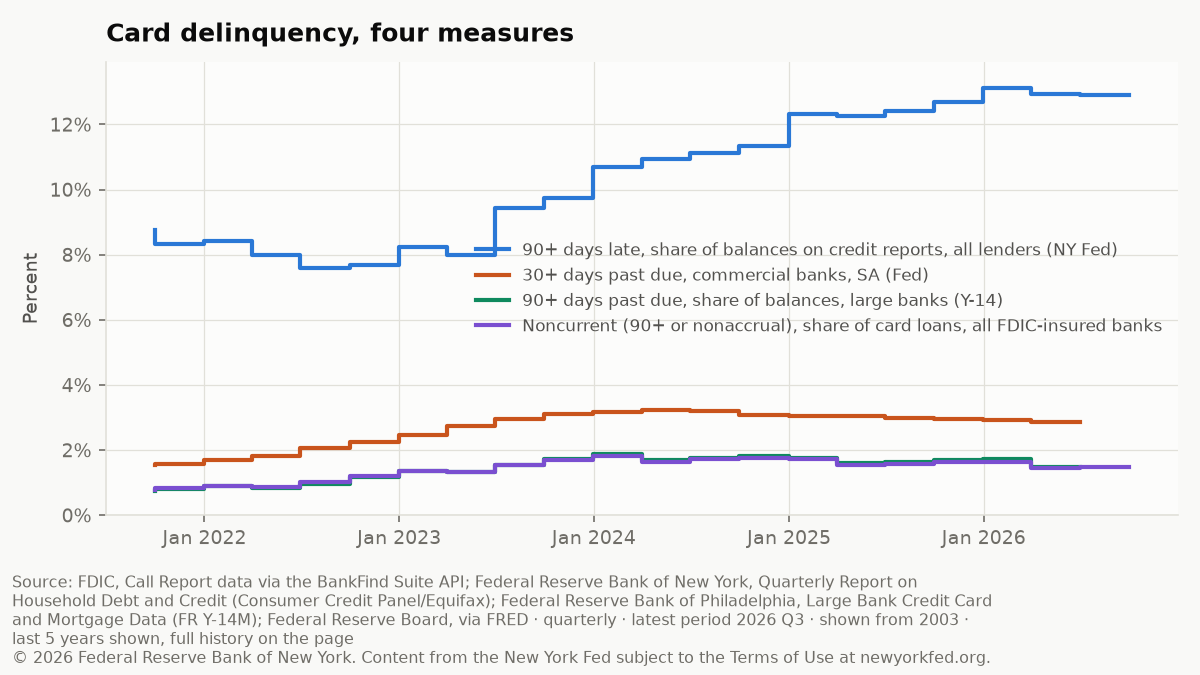 Card delinquency, four measures
Percent
12%
10%
8%
6%
4%
2%
0%
90+ days late, share of balances on credit reports, all lenders (NY Fed)
30+ days past due, commercial banks, SA (Fed)
90+ days past due, share of balances, large banks (Y-14)
Noncurrent (90+ or nonaccrual), share of card loans, all FDIC-insured banks
Jan 2022 Jan 2023 Jan 2024 Jan 2025 Jan 2026
Source: FDIC, Call Report data via the BankFind Suite API; Federal Reserve Bank of New York, Quarterly Report on
Household Debt and Credit (Consumer Credit Panel/Equifax); Federal Reserve Bank of Philadelphia, Large Bank Credit Card
and Mortgage Data (FR Y-14M); Federal Reserve Board, via FRED · quarterly · latest period 2026 Q3 · shown from 2003 ·
last 5 years shown, full history on the page
© 2026 Federal Reserve Bank of New York. Content from the New York Fed subject to the Terms of Use at newyorkfed.org.